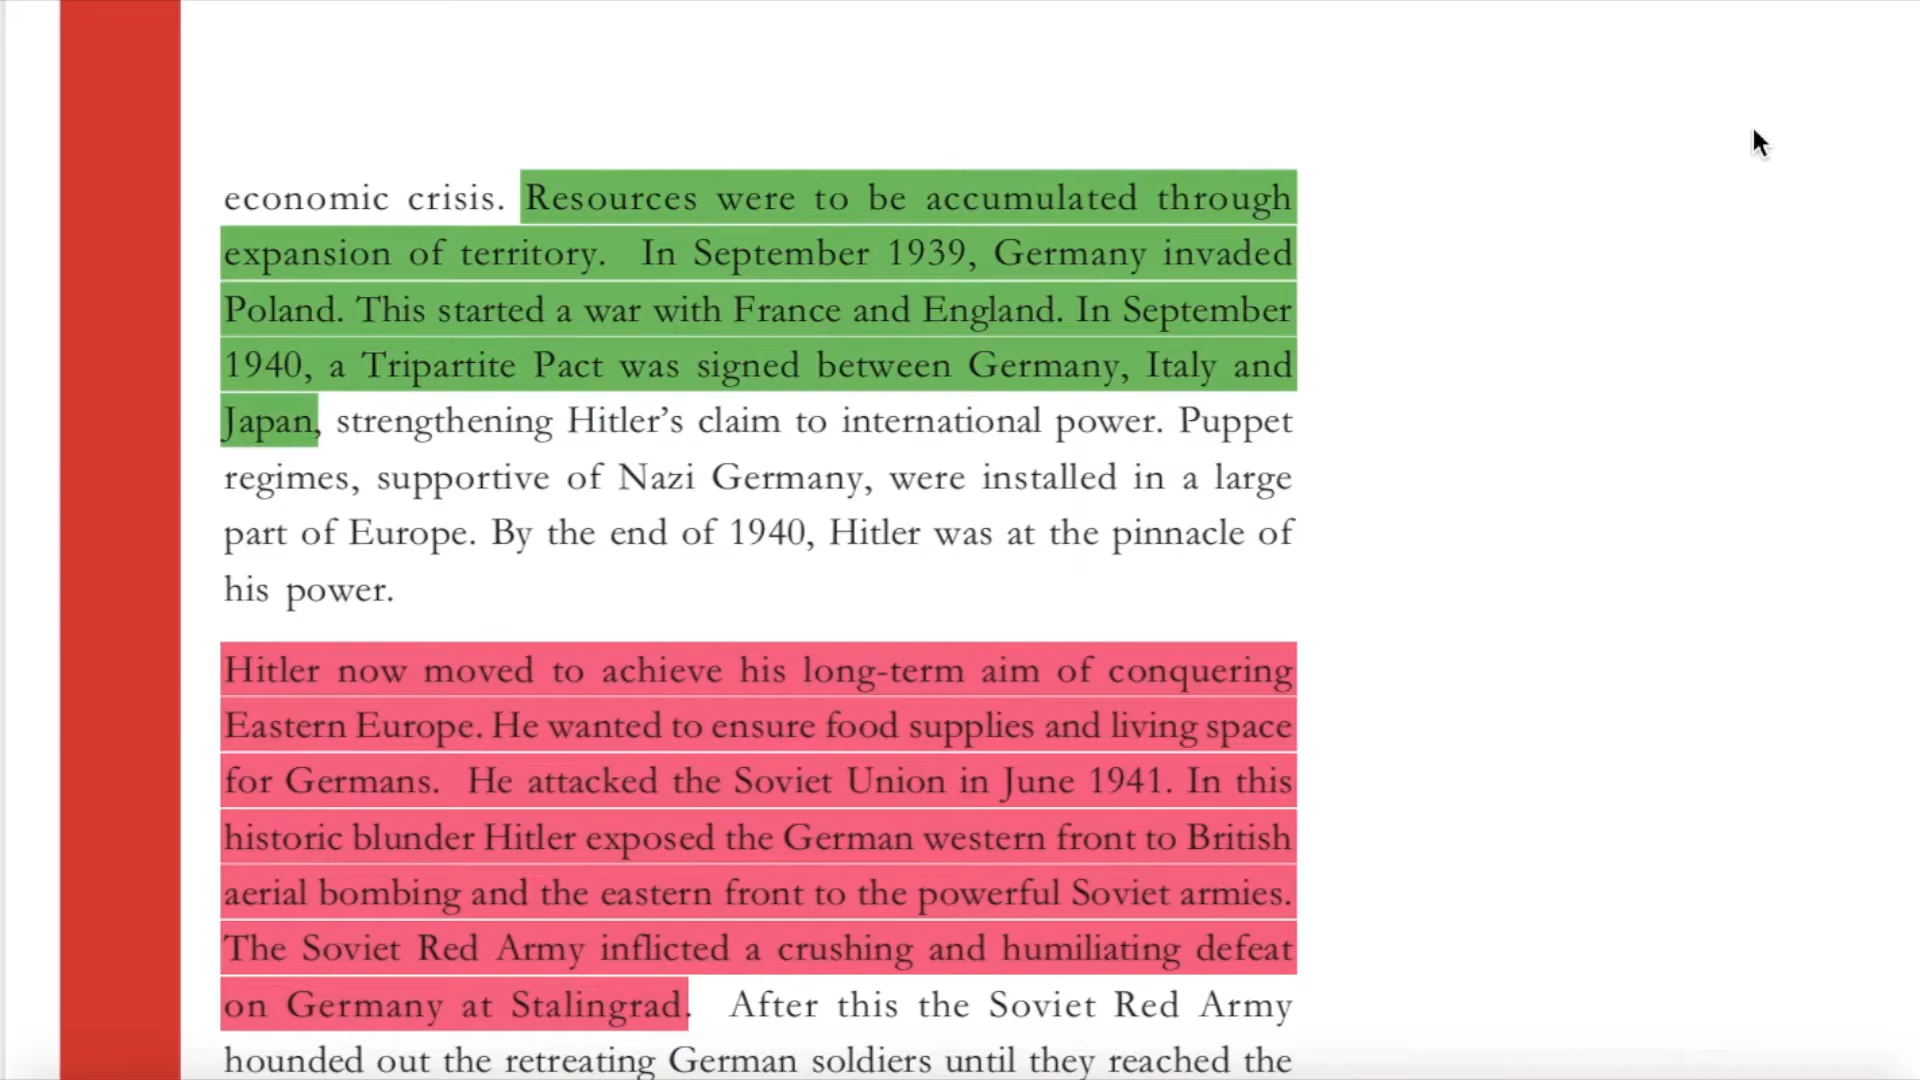 economic crisis. Resources were to be accumulated through
expansion of territory. In September 1939, Germany invaded
Poland. This started a war with France and England. In September
1940, a Tripartite Pact was signed between Germany, Italy and
Japan, strengthening Hitler’s claim to international power. Puppet
regimes, supportive of Nazi Germany, were installed in a large
part of Europe. By the end of 1940, Hitler was at the pinnacle of
his power.
Hitler now moved to achieve his long-term aim of conquering
Eastern Europe. He wanted to ensure food supplies and living space
for Germans. He attacked the Soviet Union in June 1941. In this
historic blunder Hitler exposed the German western front to British
aerial bombing and the eastern front to the powerful Soviet armies.
The Soviet Red Army inflicted a crushing and humiliating defeat
on Germany at Stalingrad. After this the Soviet Red Army
hounded out the retreating German soldiers until they reached the